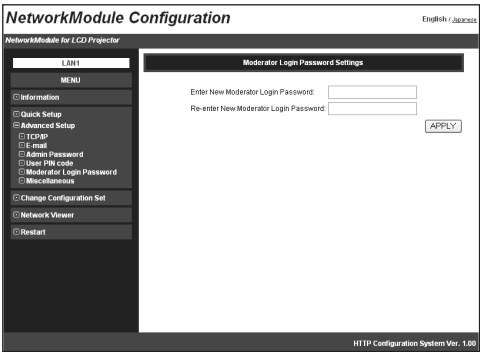 NetworkModule Configuration
English / Japanese
NetworkModule for LCD Projector
LAN1
MENU
Information
Quick Setup
Advanced Setup
TCP/IP
E-mail
Admin Password
User PIN code
Moderator Login Password
Miscellaneous
Change Configuration Set
Network Viewer
Restart
Moderator Login Password Settings
Enter New Moderator Login Password:
Re-enter New Moderator Login Password:
APPLY
HTTP Configuration System Ver. 1.00